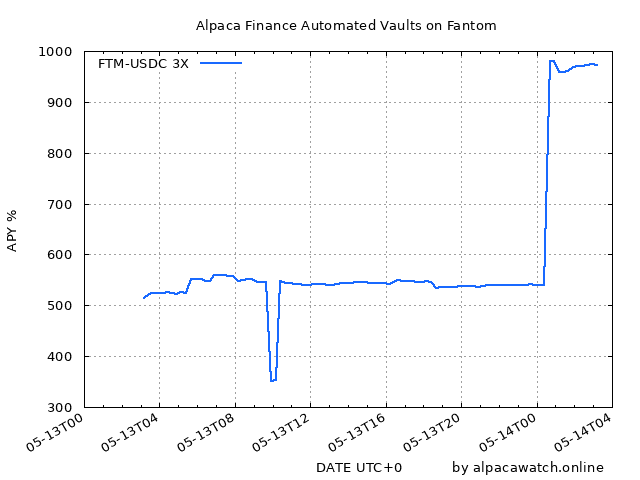 Alpaca Finance Automated Vaults on Fantom
FTM-USDC 3X
1000
900
800
700
600
500
400
300
APY %
05-13T00
05-13T04
05-13T08
05-13T12
05-13T16
05-13T20
05-14T00
05-14T04
DATE UTC+0
by alpacawatch.online